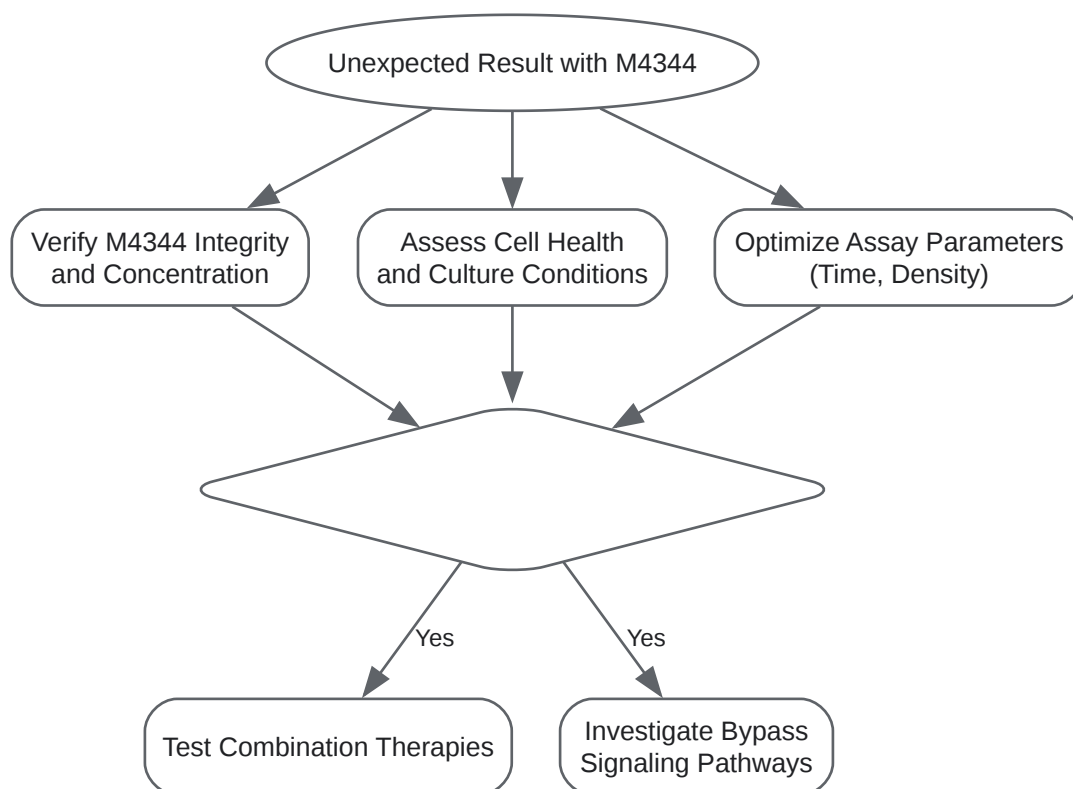 Unexpected Result with M4344
Verify M4344 Integrity
and Concentration
Assess Cell Health
and Culture Conditions
Optimize Assay Parameters
(Time, Density)
Yes
Yes
Test Combination Therapies
Investigate Bypass
Signaling Pathways